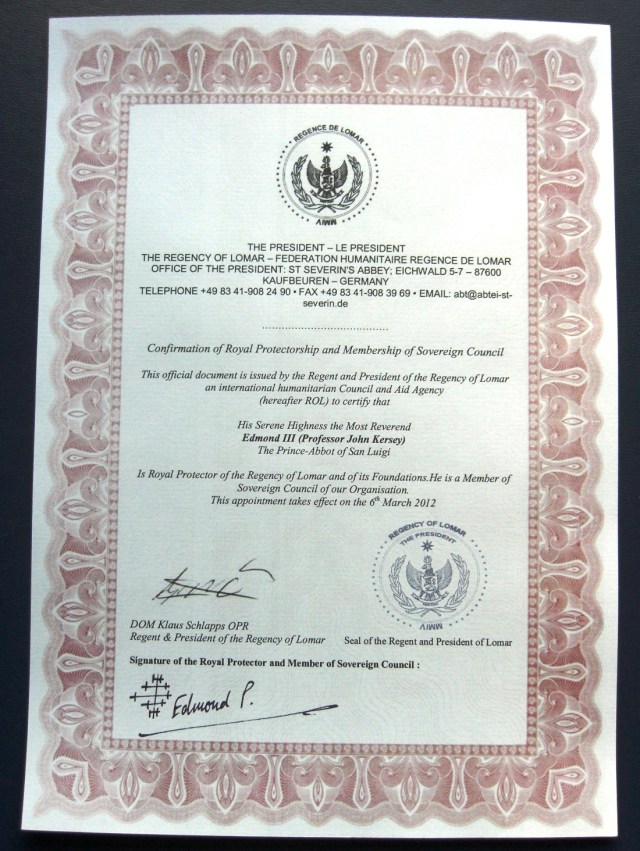 REGENCE DE LOMAR
MMIV
THE PRESIDENT – LE PRESIDENT
THE REGENCY OF LOMAR – FEDERATION HUMANITAIRE REGENCE DE LOMAR
OFFICE OF THE PRESIDENT: ST SEVERIN'S ABBEY; EICHWALD 5-7 – 87600
KAUFBEUREN – GERMANY
TELEPHONE +49 83 41-908 24 90 • FAX +49 83 41-908 39 69 • EMAIL: abt@abtei-st-
severin.de
......................................
Confirmation of Royal Protectorship and Membership of Sovereign Council
This official document is issued by the Regent and President of the Regency of Lomar
an international humanitarian Council and Aid Agency
(hereafter ROL) to certify that
His Serene Highness the Most Reverend
Edmond III (Professor John Kersey)
The Prince-Abbot of San Luigi
Is Royal Protector of the Regency of Lomar and of its Foundations.He is a Member of
Sovereign Council of our Organisation.
This appointment takes effect on the 6th March 2012
REGENCY OF LOMAR
THE PRESIDENT
MMIV
DOM Klaus Schlapps OPR
Regent & President of the Regency of Lomar
Seal of the Regent and President of Lomar
Signature of the Royal Protector and Member of Sovereign Council :
Edmond P.